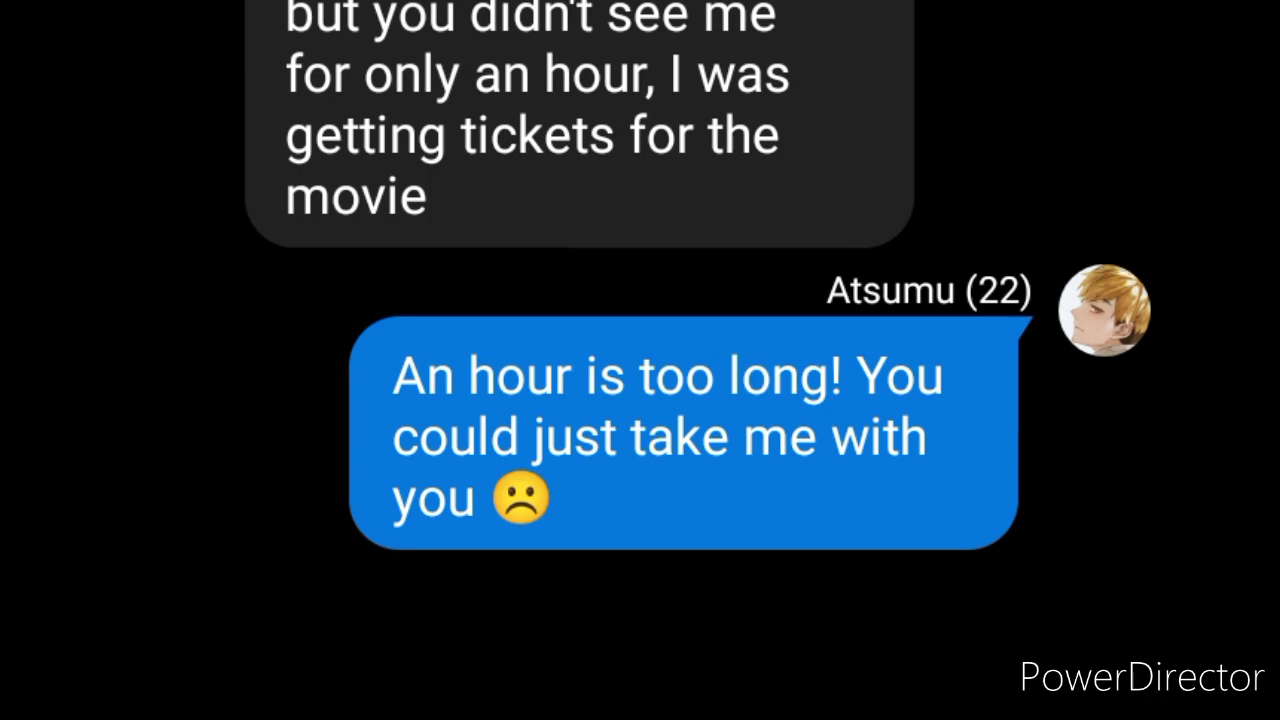 but you didn't see me
for only an hour, I was
getting tickets for the
movie
Atsumu (22)
An hour is too long! You
could just take me with
you ☹️
PowerDirector